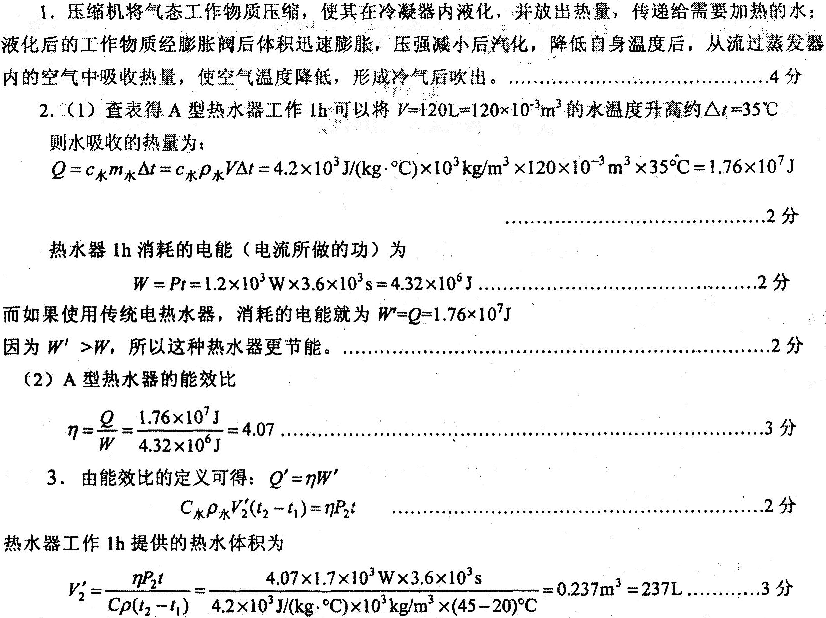 1．压缩机将气态工作物质压缩，使其在冷凝器内液化，并放出热量，传递给需要加热的水；
液化后的工作物质经膨胀阀后体积迅速膨胀，压强减小后汽化，降低自身温度后，从流过蒸发器
内的空气中吸收热量，使空气温度降低，形成冷气后吹出。……………………………4分
2．（1）查表得A型热水器工作1h可以将V=120L=120×10⁻³m³的水温度升高约△t=35℃
则水吸收的热量为：
Q=c水m水Δt=c水ρ水VΔt=4.2×10³J/(kg·°C)×10³kg/m³×120×10⁻³m³×35°C=1.76×10⁷J
……………………………2分
热水器1h消耗的电能（电流所做的功）为
W=Pt=1.2×10³W×3.6×10³s=4.32×10⁶J……………………………2分
而如果使用传统电热水器，消耗的电能就为W'=Q=1.76×10⁷J
因为W'>W，所以这种热水器更节能。……………………………2分
（2）A型热水器的能效比
η=Q/W=1.76×10⁷J/4.32×10⁶J=4.07……………………………3分
3．由能效比的定义可得：Q'=ηW'
C水ρ水V₂'(t₂-t₁)=ηP₂t ……………………………2分
热水器工作1h提供的热水体积为
V₂'=ηP₂t/Cρ(t₂-t₁)=4.07×1.7×10³W×3.6×10³s/4.2×10³J/(kg·°C)×10³kg/m³×(45-20)°C=0.237m³=237L…………3分